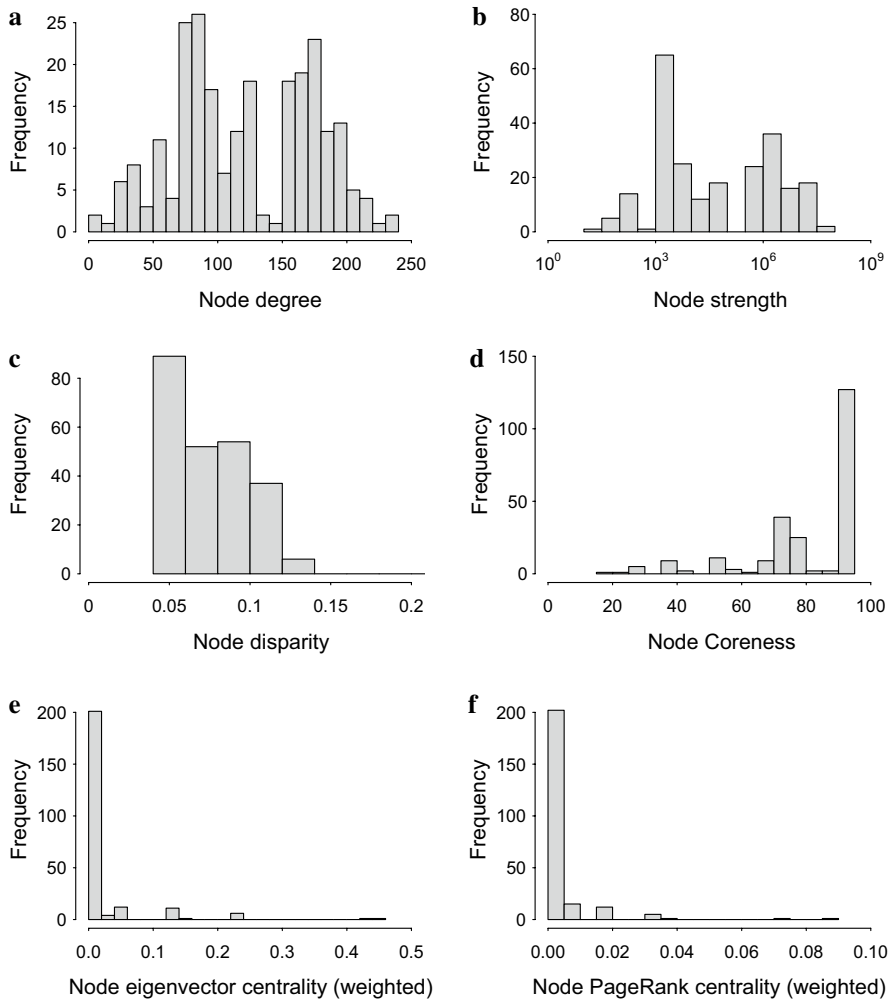 a
Frequency
25
20
15
10
5
0
0 50 100 150 200 250
Node degree
b
Frequency
80
60
40
20
0
10^0 10^3 10^6 10^9
Node strength
c
Frequency
80
60
40
20
0
0 0.05 0.1 0.15 0.2
Node disparity
d
Frequency
150
100
50
0
0 20 40 60 80 100
Node Coreness
e
Frequency
200
150
100
50
0
0.0 0.1 0.2 0.3 0.4 0.5
Node eigenvector centrality (weighted)
f
Frequency
200
150
100
50
0
0.00 0.02 0.04 0.06 0.08 0.10
Node PageRank centrality (weighted)